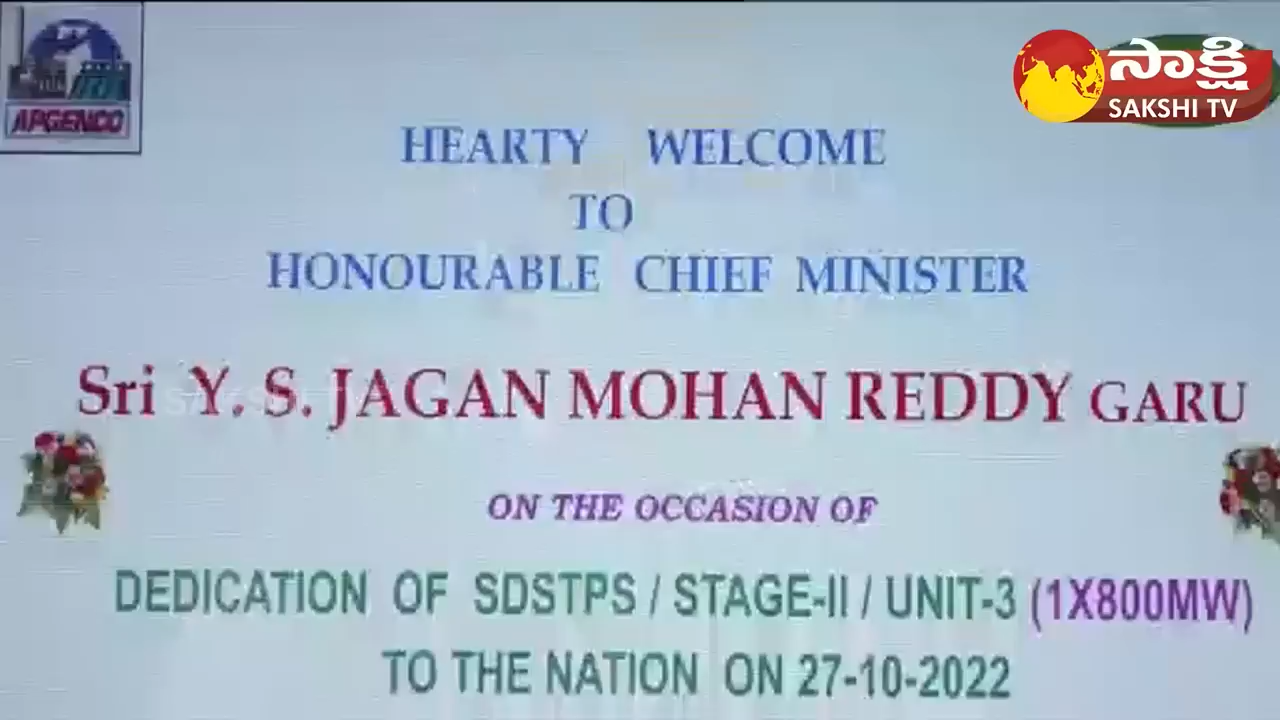 APGENCO
సాక్షి
SAKSHI TV
HEARTY WELCOME
TO
HONOURABLE CHIEF MINISTER
Sri Y. S. JAGAN MOHAN REDDY GARU
ON THE OCCASION OF
DEDICATION OF SDSTPS / STAGE-II / UNIT-3 (1X800MW)
TO THE NATION ON 27-10-2022